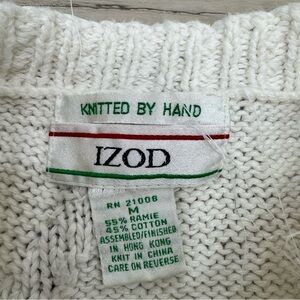 KNITTED BY HAND
IZOD
RN 21006
M
55% RAMIE
45% COTTON
ASSEMBLED/FINISHED
IN HONG KONG
KNIT IN CHINA
CARE ON REVERSE